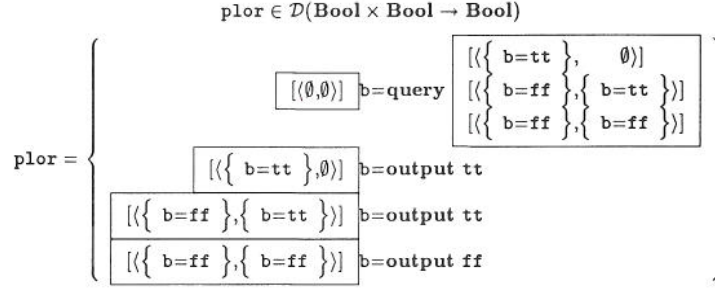 plor ∈ 𝒟(Bool × Bool → Bool)
[⟨{ b=tt }, ∅⟩]
[⟨∅,∅⟩] b=query [⟨{ b=ff },{ b=tt }⟩]
[⟨{ b=ff },{ b=ff }⟩]
plor =
[⟨{ b=tt },∅⟩] b=output tt
[⟨{ b=ff },{ b=tt }⟩] b=output tt
[⟨{ b=ff },{ b=ff }⟩] b=output ff